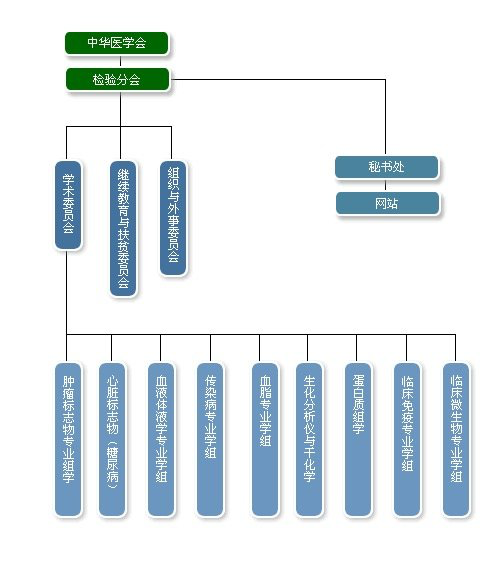 中华医学会
检验分会
秘书处
网站
学术委员会
继续教育与扶贫委员会
组织与外事委员会
肿瘤标志物专业组学
心脏标志物（糖尿病）
血液体液学专业学组
传染病专业学组
血脂专业学组
生化分析仪与干化学
蛋白质组学
临床免疫专业学组
临床微生物专业学组